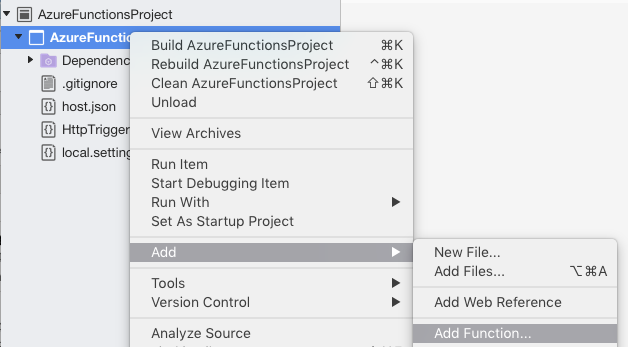 AzureFunctionsProject
AzureFunctio
Build AzureFunctionsProject ⌘K
Dependenc
Rebuild AzureFunctionsProject ^⌘K
.gitignore
Clean AzureFunctionsProject ⇧⌘K
host.json
Unload
HttpTrigger
View Archives
local.setting
Run Item
Start Debugging Item
Run With
Set As Startup Project
Add
New File...
Add Files... ⌥⌘A
Tools
Version Control
Add Web Reference
Analyze Source
Add Function...